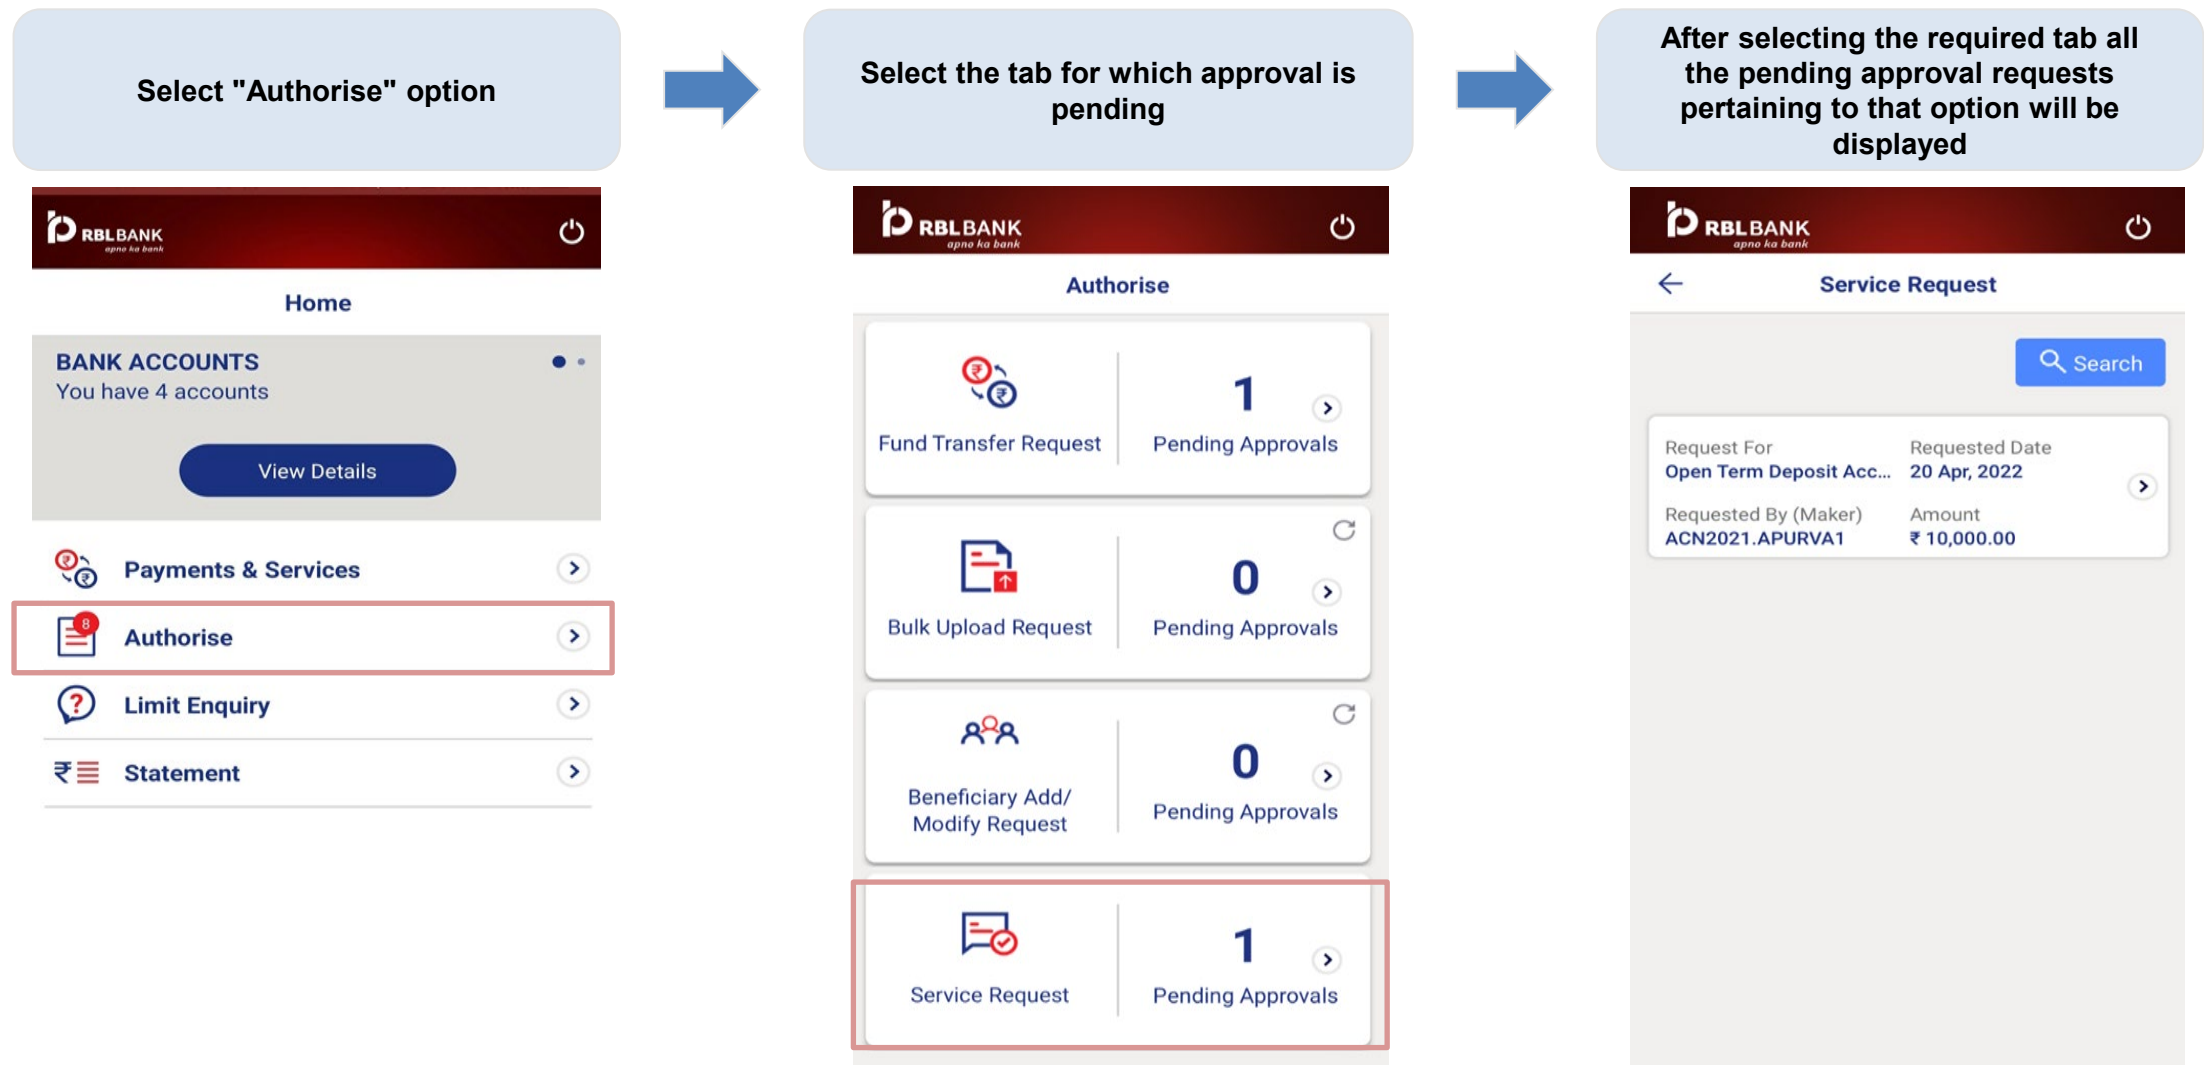 Select "Authorise" option
Select the tab for which approval is
pending
After selecting the required tab all
the pending approval requests
pertaining to that option will be
displayed
RBLBANK
apno ka bank
Home
BANK ACCOUNTS
You have 4 accounts
View Details
Payments & Services
8
Authorise
Limit Enquiry
₹ Statement
RBLBANK
apno ka bank
Authorise
1
Fund Transfer Request
Pending Approvals
0
Bulk Upload Request
Pending Approvals
0
Beneficiary Add/
Modify Request
Pending Approvals
1
Service Request
Pending Approvals
RBLBANK
apno ka bank
Service Request
Search
Request For
Requested Date
Open Term Deposit Acc...
20 Apr, 2022
Requested By (Maker)
Amount
ACN2021.APURVA1
₹ 10,000.00